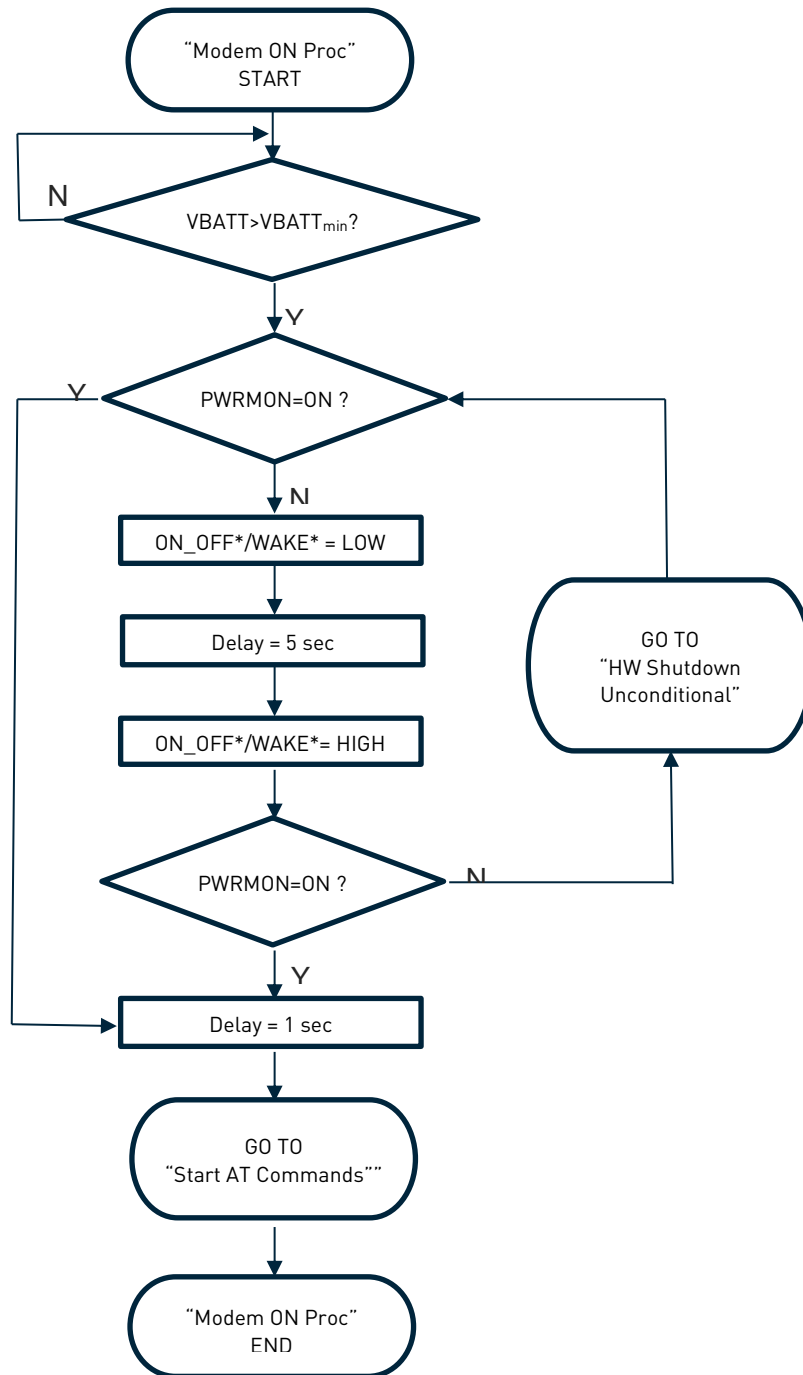 “Modem ON Proc”
START
N
VBATT>VBATTmin?
Y
Y
PWRMON=ON ?
N
ON_OFF*/WAKE* = LOW
Delay = 5 sec
GO TO
“HW Shutdown
Unconditional”
ON_OFF*/WAKE*= HIGH
PWRMON=ON ?
N
Y
Delay = 1 sec
GO TO
“Start AT Commands””
“Modem ON Proc”
END